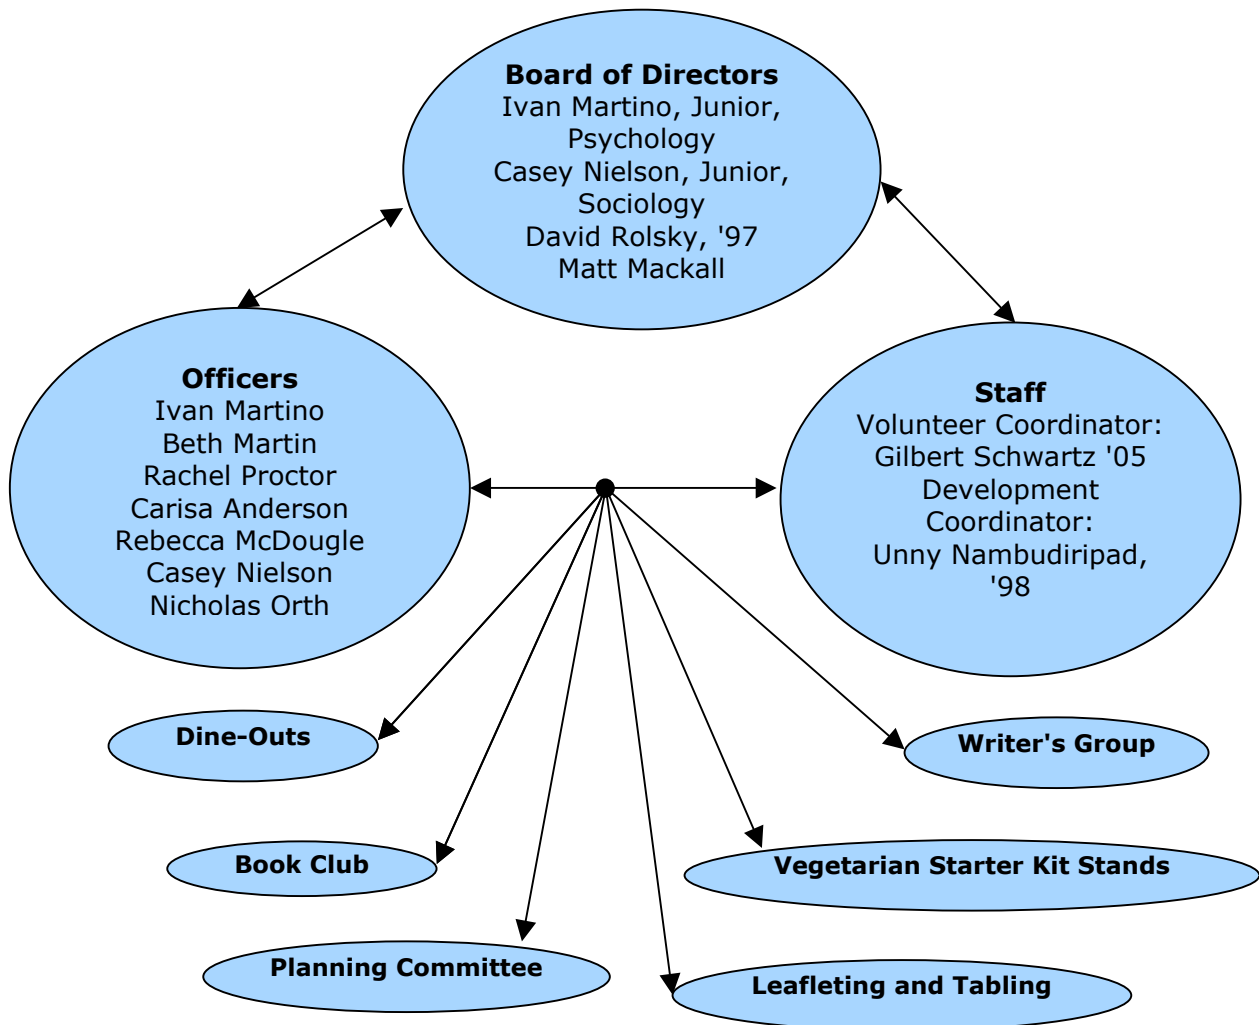 Board of Directors
Ivan Martino, Junior,
Psychology
Casey Nielson, Junior,
Sociology
David Rolsky, '97
Matt Mackall
Officers
Ivan Martino
Beth Martin
Rachel Proctor
Carisa Anderson
Rebecca McDougle
Casey Nielson
Nicholas Orth
Staff
Volunteer Coordinator:
Gilbert Schwartz '05
Development
Coordinator:
Unny Nambudiripad,
'98
Dine-Outs
Writer's Group
Book Club
Vegetarian Starter Kit Stands
Planning Committee
Leafleting and Tabling